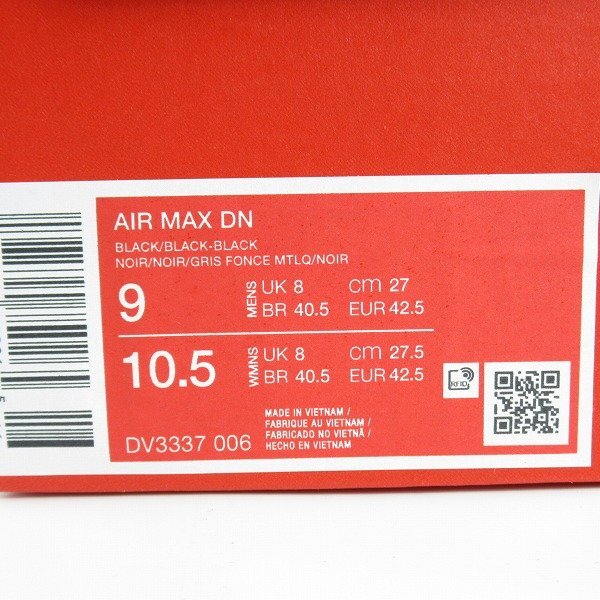 AIR MAX DN
BLACK/BLACK-BLACK
NOIR/NOIR/GRIS FONCE MTLQ/NOIR
9 MENS UK 8 cm 27
BR 40.5 EUR 42.5
10.5 WMNS UK 8 cm 27.5
BR 40.5 EUR 42.5
RFID
MADE IN VIETNAM /
FABRIQUE AU VIETNAM /
FABRICADO NO VIETNÃ /
HECHO EN VIETNAM
DV3337 006